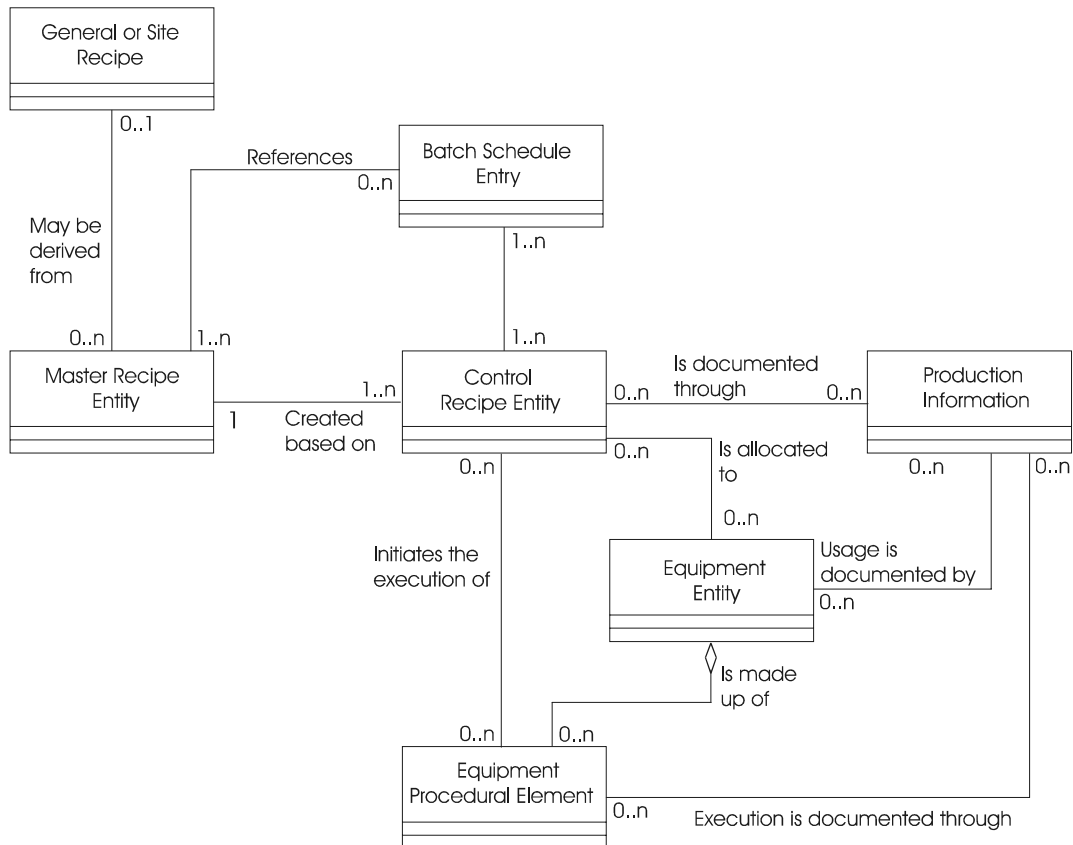 General or Site
Recipe
0..1
References
Batch Schedule
Entry
0..n
1..n
May be
derived
from
0..n
1..n
1..n
Master Recipe
Entity
1
Created
based on
1..n
Control
Recipe Entity
0..n
Is documented
through
0..n
Production
Information
0..n
0..n
Is allocated
to
0..n
0..n
0..n
Initiates the
execution of
Equipment
Entity
Usage is
documented by
0..n
Is made
up of
0..n
0..n
Equipment
Procedural Element
0..n
Execution is documented through